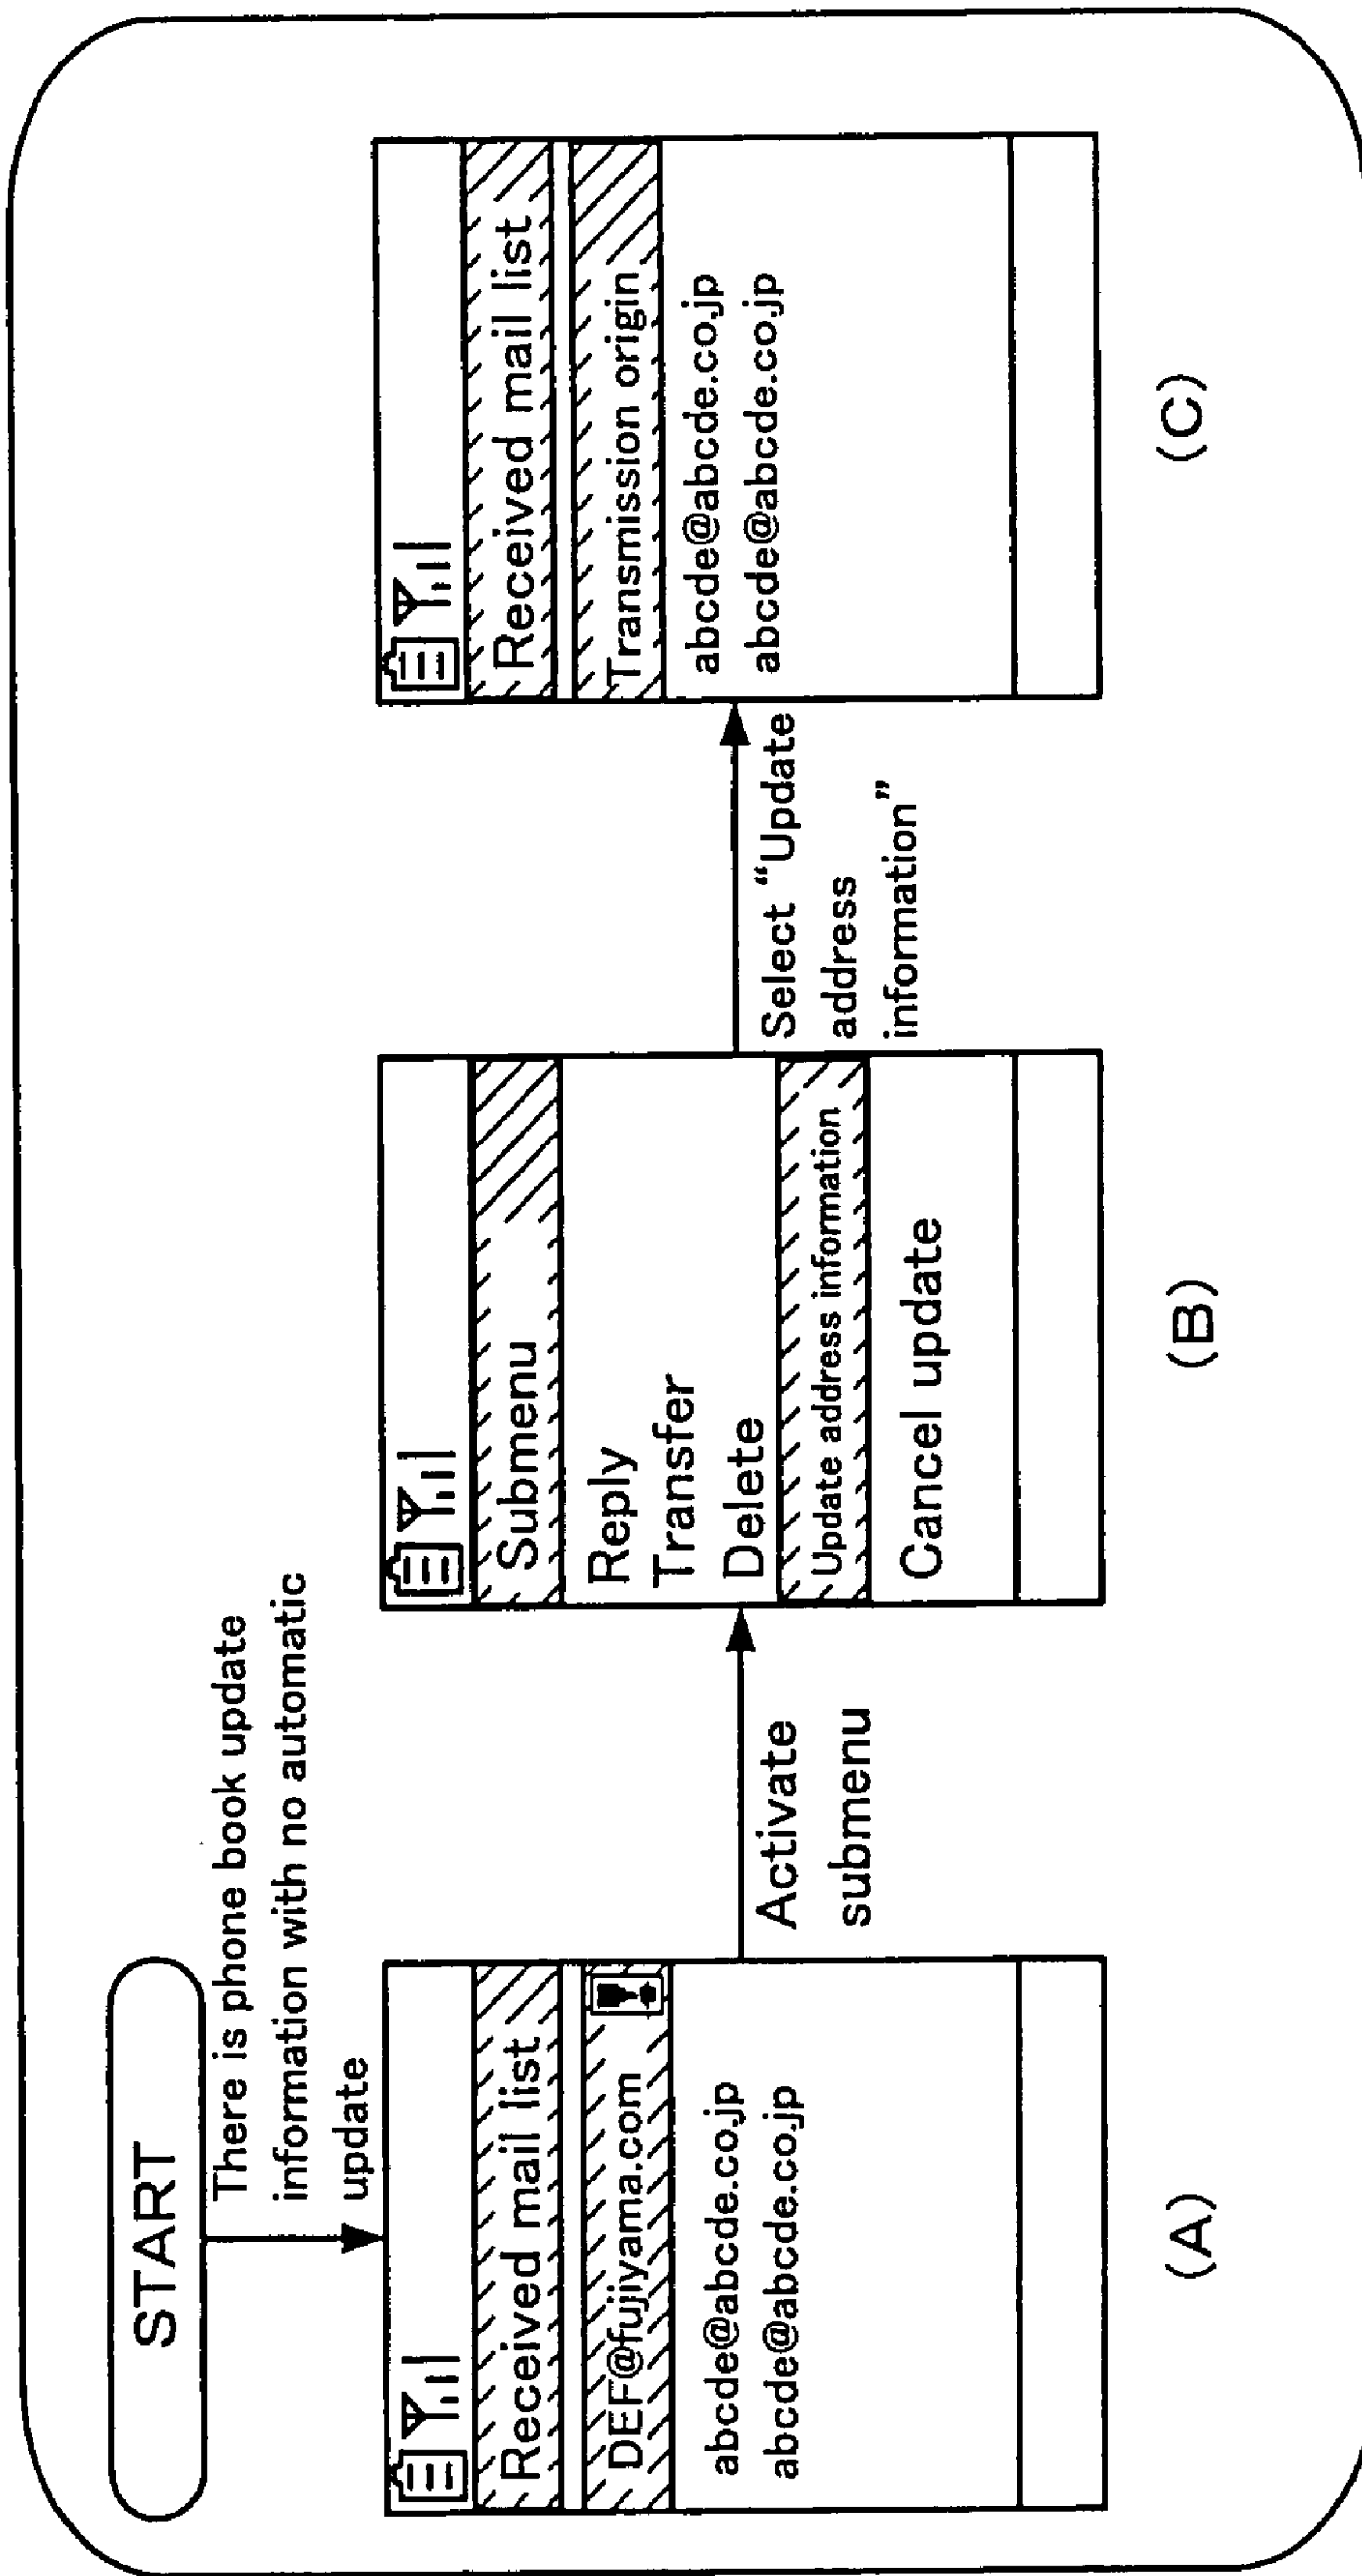 START
There is phone book update
information with no automatic
update
Received mail list
DEF@fujiyama.com
abcde@abcde.co.jp
abcde@abcde.co.jp
(A)
Activate
submenu
Submenu
Reply
Transfer
Delete
Update address information
Cancel update
(B)
Select “Update
address
information”
Received mail list
Transmission origin
abcde@abcde.co.jp
abcde@abcde.co.jp
(C)